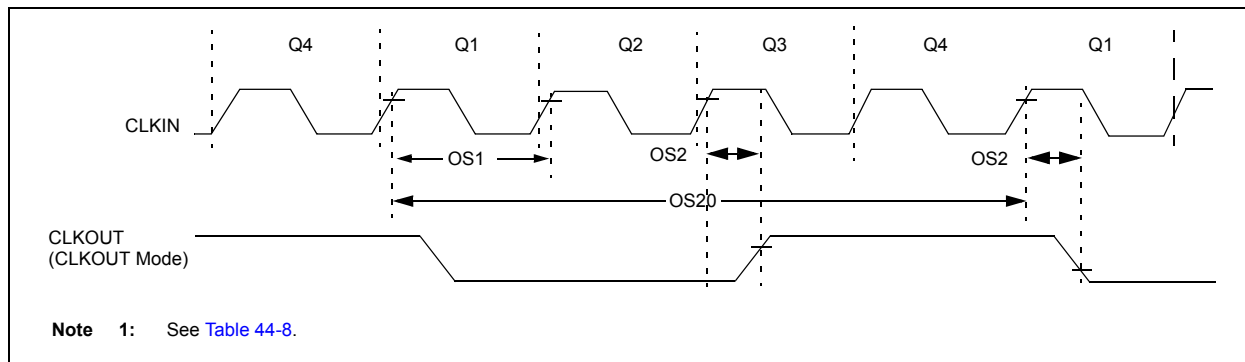 Q4 Q1 Q2 Q3 Q4 Q1
CLKIN
OS1 OS2 OS2
OS20
CLKOUT
(CLKOUT Mode)
Note 1: See Table 44-8.